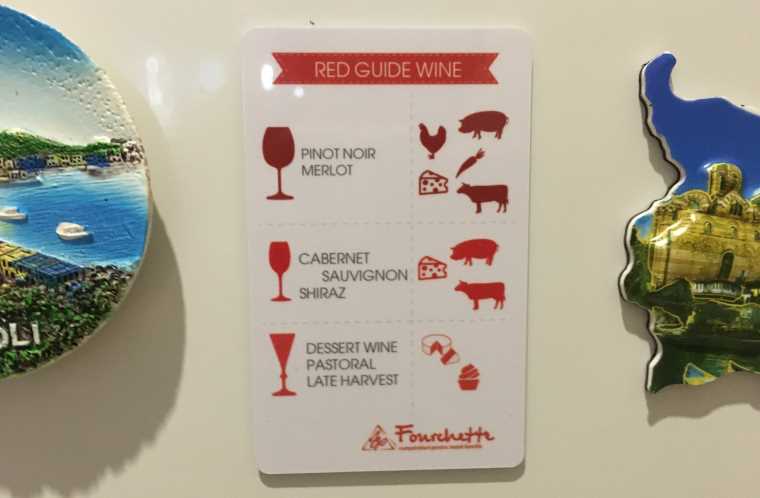 RED GUIDE WINE
PINOT NOIR
MERLOT
CABERNET
SAUVIGNON
SHIRAZ
DESSERT WINE
PASTORAL
LATE HARVEST
Fourchette
OLI